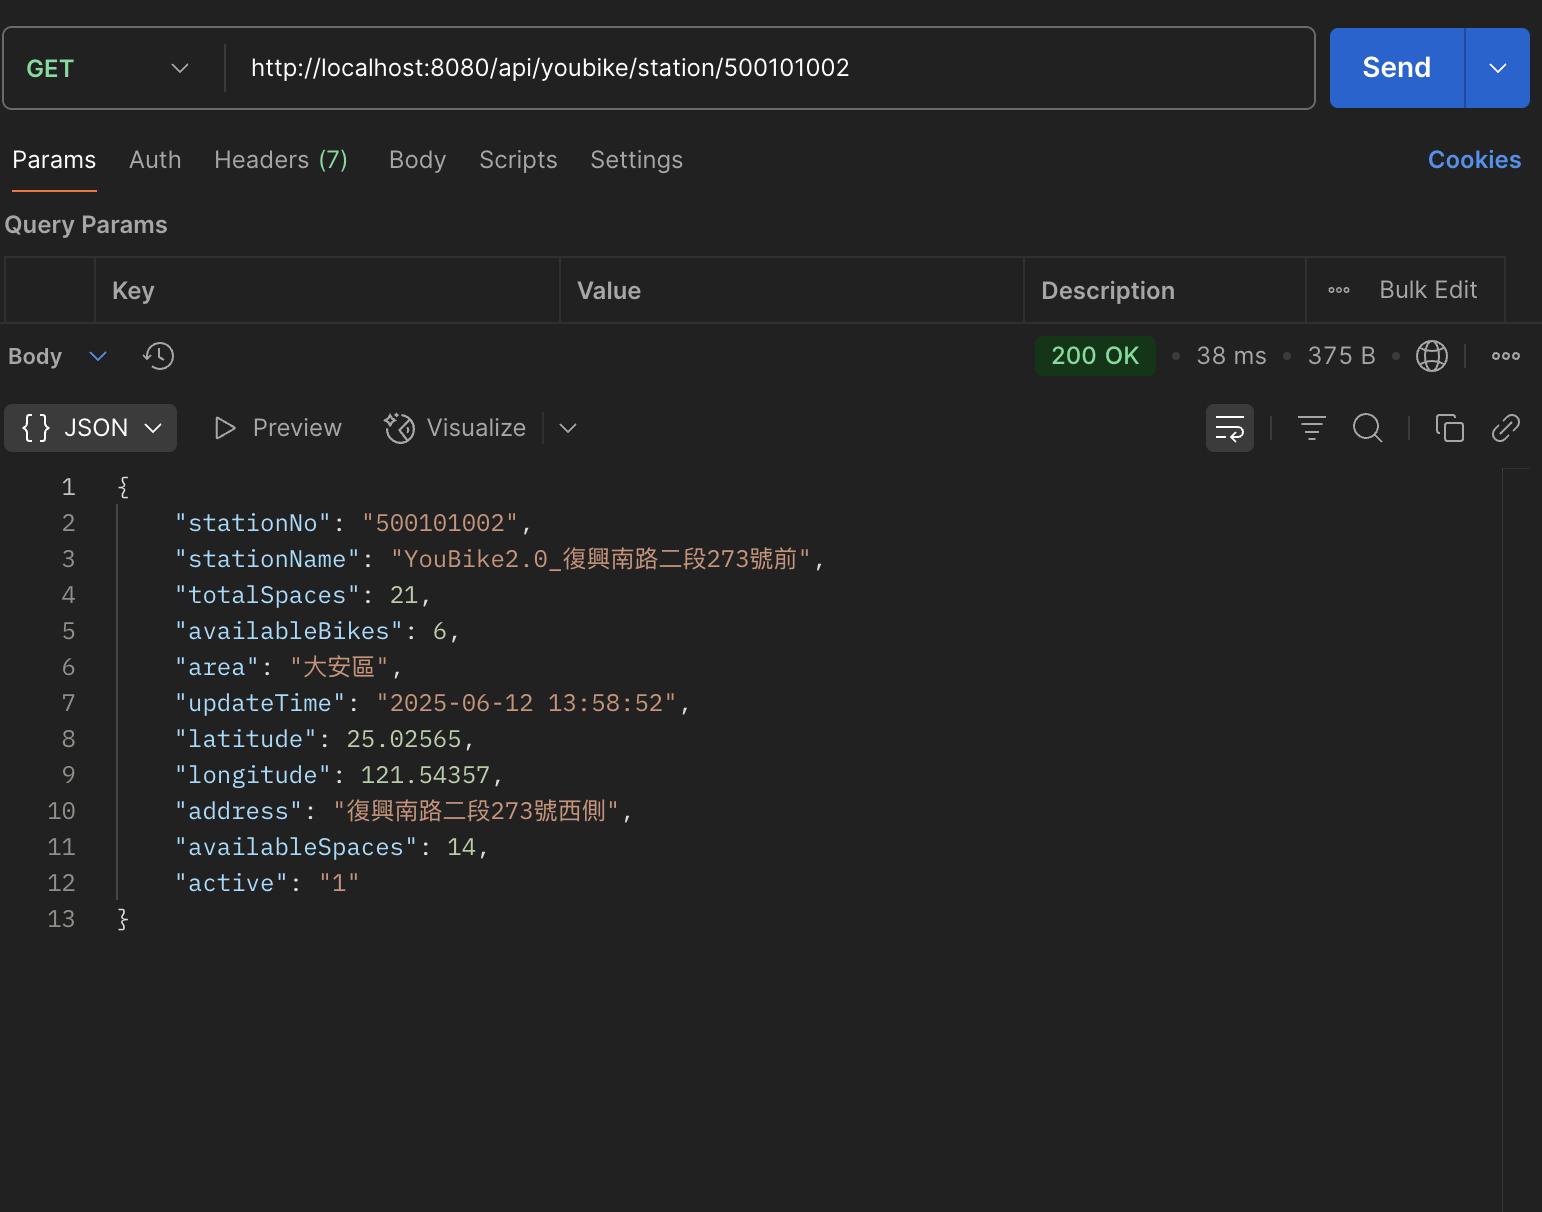 GET http://localhost:8080/api/youbike/station/500101002 Send
Params Auth Headers (7) Body Scripts Settings Cookies
Query Params
Key Value Description Bulk Edit
Body 200 OK • 38 ms • 375 B •
{} JSON Preview Visualize
1 {
2 "stationNo": "500101002",
3 "stationName": "YouBike2.0_復興南路二段273號前",
4 "totalSpaces": 21,
5 "availableBikes": 6,
6 "area": "大安區",
7 "updateTime": "2025-06-12 13:58:52",
8 "latitude": 25.02565,
9 "longitude": 121.54357,
10 "address": "復興南路二段273號西側",
11 "availableSpaces": 14,
12 "active": "1"
13 }